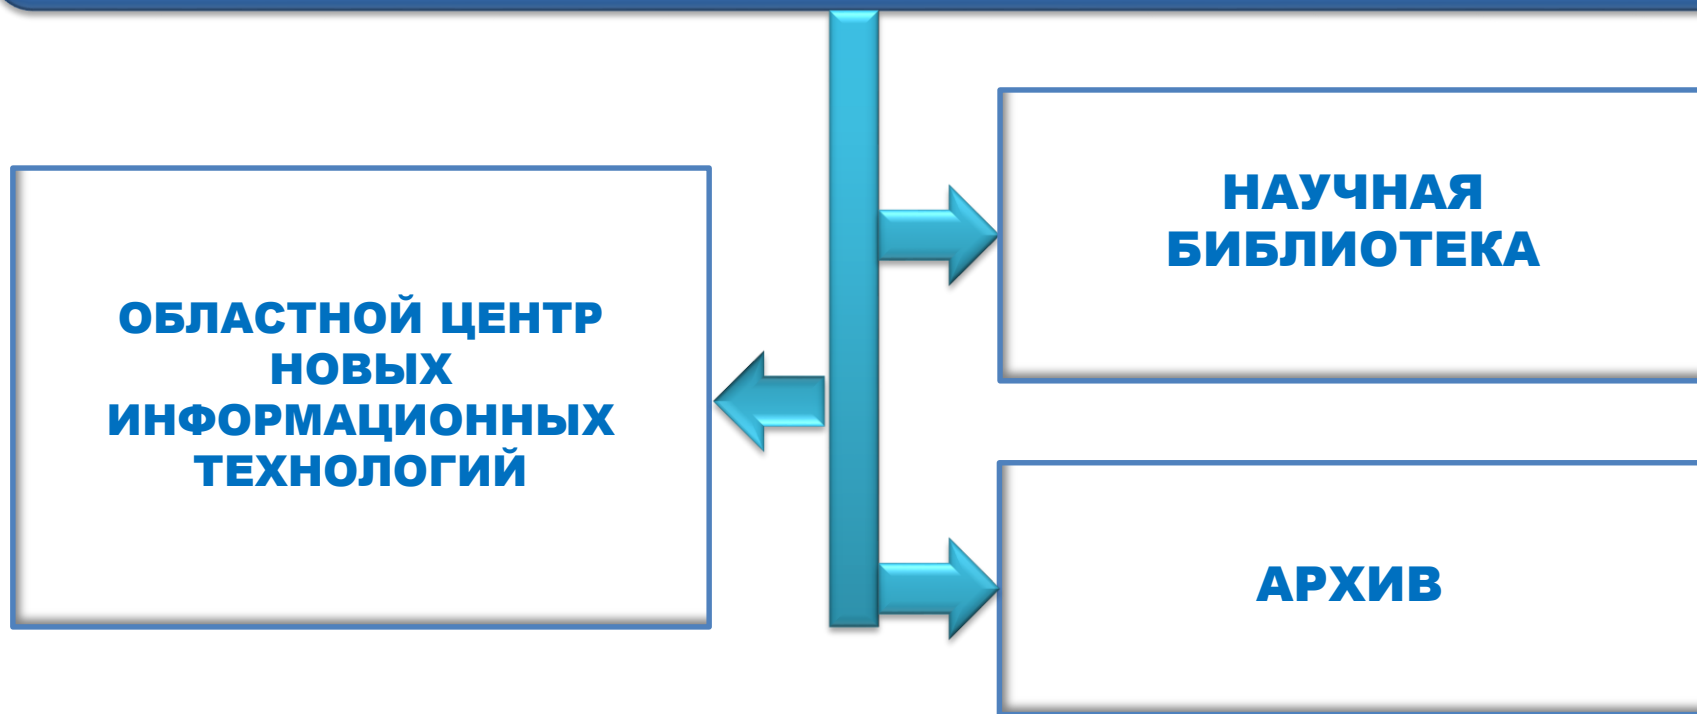 НАУЧНАЯ
БИБЛИОТЕКА
ОБЛАСТНОЙ ЦЕНТР
НОВЫХ
ИНФОРМАЦИОННЫХ
ТЕХНОЛОГИЙ
АРХИВ